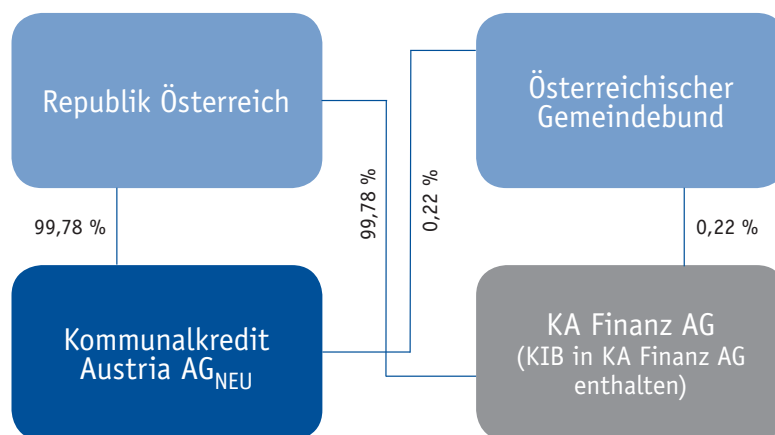 Republik Österreich
Österreichischer
Gemeindebund
99,78 %
99,78 %
0,22 %
0,22 %
Kommunalkredit
Austria AGNEU
KA Finanz AG
(KIB in KA Finanz AG
enthalten)